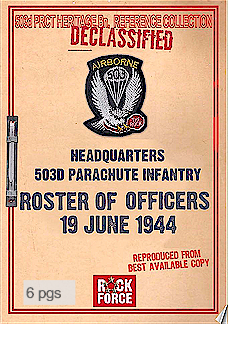 503d PRCT HERITAGE Bn. REFERENCE COLLECTION
DECLASSIFIED
AIRBORNE
503
HEADQUARTERS
503D PARACHUTE INFANTRY
ROSTER OF OFFICERS
19 JUNE 1944
REPRODUCED FROM
BEST AVAILABLE COPY
6 pgs
ROCK
FORCE